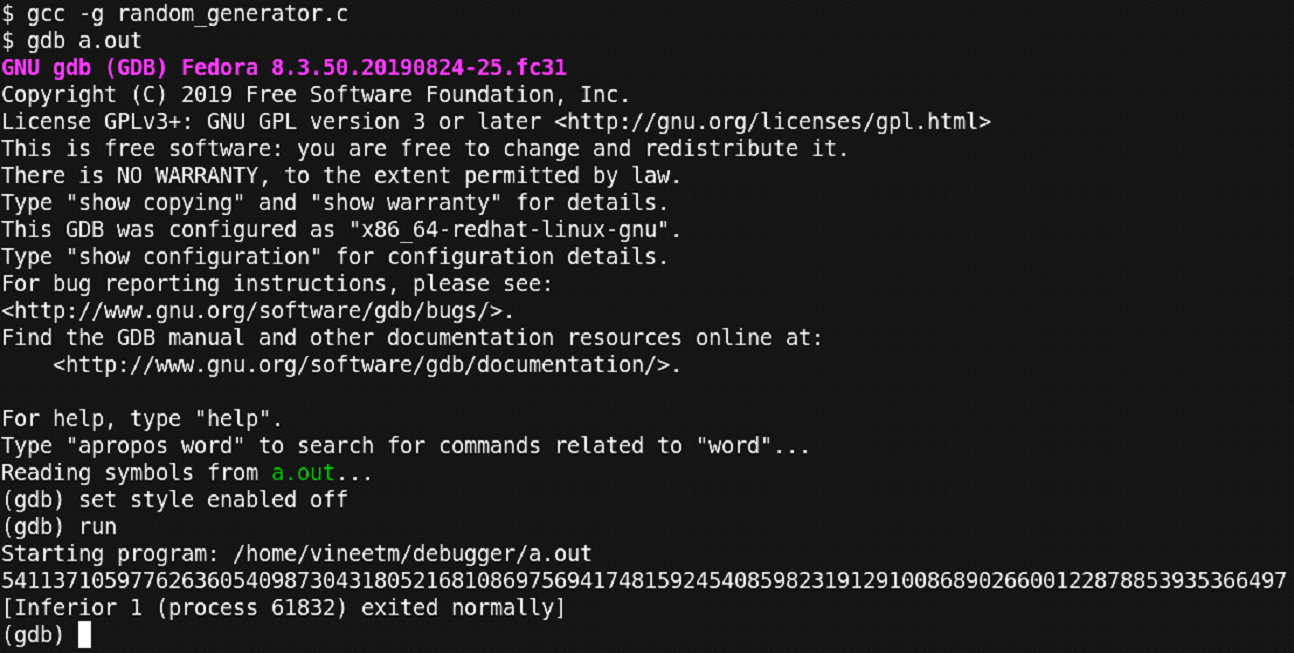 $ gcc -g random_generator.c
$ gdb a.out
GNU gdb (GDB) Fedora 8.3.50.20190824-25.fc31
Copyright (C) 2019 Free Software Foundation, Inc.
License GPLv3+: GNU GPL version 3 or later <http://gnu.org/licenses/gpl.html>
This is free software: you are free to change and redistribute it.
There is NO WARRANTY, to the extent permitted by law.
Type "show copying" and "show warranty" for details.
This GDB was configured as "x86_64-redhat-linux-gnu".
Type "show configuration" for configuration details.
For bug reporting instructions, please see:
<http://www.gnu.org/software/gdb/bugs/>.
Find the GDB manual and other documentation resources online at:
    <http://www.gnu.org/software/gdb/documentation/>.
For help, type "help".
Type "apropos word" to search for commands related to "word"...
Reading symbols from a.out...
(gdb) set style enabled off
(gdb) run
Starting program: /home/vineetm/debugger/a.out
5411371059776263605409873043180521681086975694174815924540859823191291008689026600122878853935366497
[Inferior 1 (process 61832) exited normally]
(gdb)